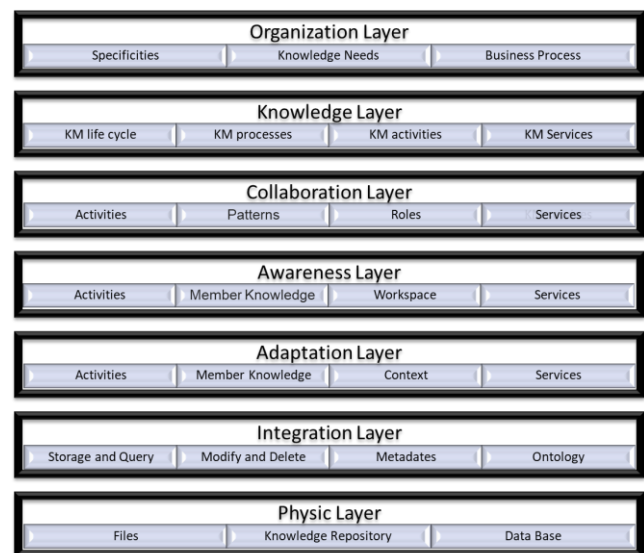 Organization Layer
Specificities Knowledge Needs Business Process
Knowledge Layer
KM life cycle KM processes KM activities KM Services
Collaboration Layer
Activities Patterns Roles Services
Awareness Layer
Activities Member Knowledge Workspace Services
Adaptation Layer
Activities Member Knowledge Context Services
Integration Layer
Storage and Query Modify and Delete Metadates Ontology
Physic Layer
Files Knowledge Repository Data Base